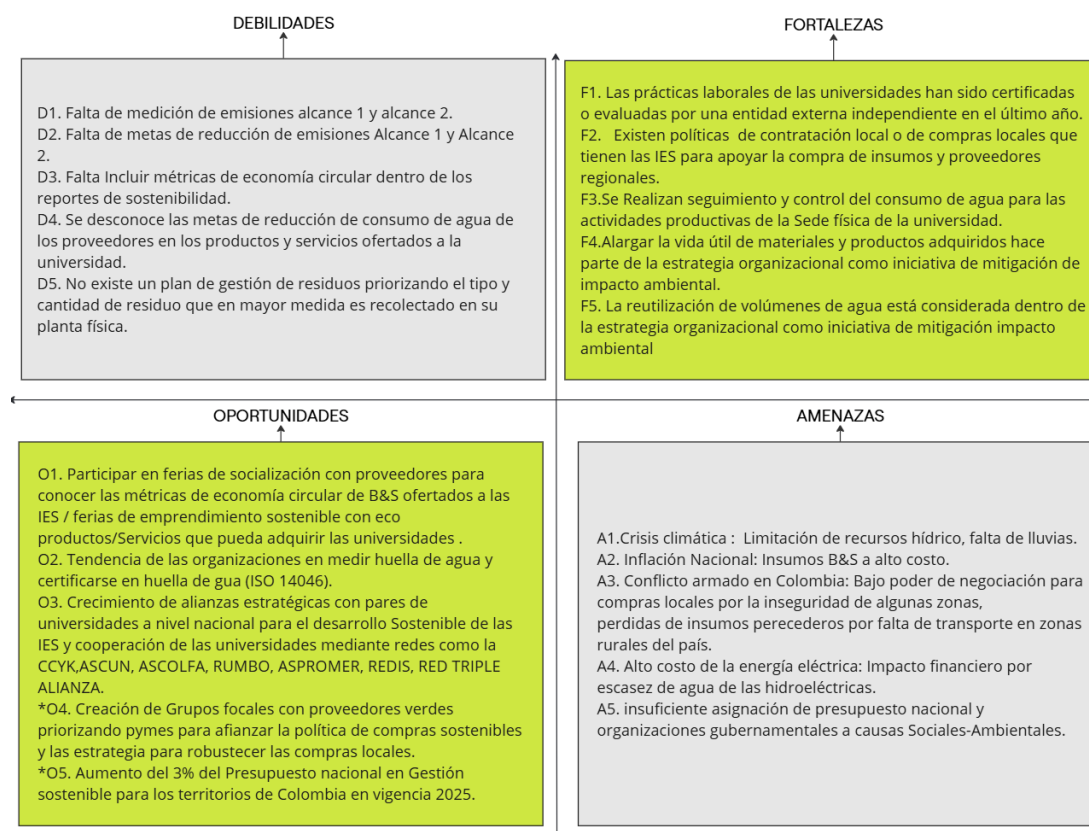 DEBILIDADES
D1. Falta de medición de emisiones alcance 1 y alcance 2.
D2. Falta de metas de reducción de emisiones Alcance 1 y Alcance
2.
D3. Falta Incluir métricas de economía circular dentro de los
reportes de sostenibilidad.
D4. Se desconoce las metas de reducción de consumo de agua de
los proveedores en los productos y servicios ofertados a la
universidad.
D5. No existe un plan de gestión de residuos priorizando el tipo y
cantidad de residuo que en mayor medida es recolectado en su
planta física.
FORTALEZAS
F1. Las prácticas laborales de las universidades han sido certificadas
o evaluadas por una entidad externa independiente en el último año.
F2. Existen políticas de contratación local o de compras locales que
tienen las IES para apoyar la compra de insumos y proveedores
regionales.
F3.Se Realizan seguimiento y control del consumo de agua para las
actividades productivas de la Sede física de la universidad.
F4.Alargar la vida útil de materiales y productos adquiridos hace
parte de la estrategia organizacional como iniciativa de mitigación de
impacto ambiental.
F5. La reutilización de volúmenes de agua está considerada dentro de
la estrategia organizacional como iniciativa de mitigación impacto
ambiental
OPORTUNIDADES
O1. Participar en ferias de socialización con proveedores para
conocer las métricas de economía circular de B&S ofertados a las
IES / ferias de emprendimiento sostenible con eco
productos/Servicios que pueda adquirir las universidades .
O2. Tendencia de las organizaciones en medir huella de agua y
certificarse en huella de gua (ISO 14046).
O3. Crecimiento de alianzas estratégicas con pares de
universidades a nivel nacional para el desarrollo Sostenible de las
IES y cooperación de las universidades mediante redes como la
CCYK,ASCUN, ASCOLFA, RUMBO, ASPROMER, REDIS, RED TRIPLE
ALIANZA.
*O4. Creación de Grupos focales con proveedores verdes
priorizando pymes para afianzar la política de compras sostenibles
y las estrategia para robustecer las compras locales.
*O5. Aumento del 3% del Presupuesto nacional en Gestión
sostenible para los territorios de Colombia en vigencia 2025.
AMENAZAS
A1.Crisis climática : Limitación de recursos hídrico, falta de lluvias.
A2. Inflación Nacional: Insumos B&S a alto costo.
A3. Conflicto armado en Colombia: Bajo poder de negociación para
compras locales por la inseguridad de algunas zonas,
perdidas de insumos perecederos por falta de transporte en zonas
rurales del país.
A4. Alto costo de la energía eléctrica: Impacto financiero por
escasez de agua de las hidroeléctricas.
A5. insuficiente asignación de presupuesto nacional y
organizaciones gubernamentales a causas Sociales-Ambientales.